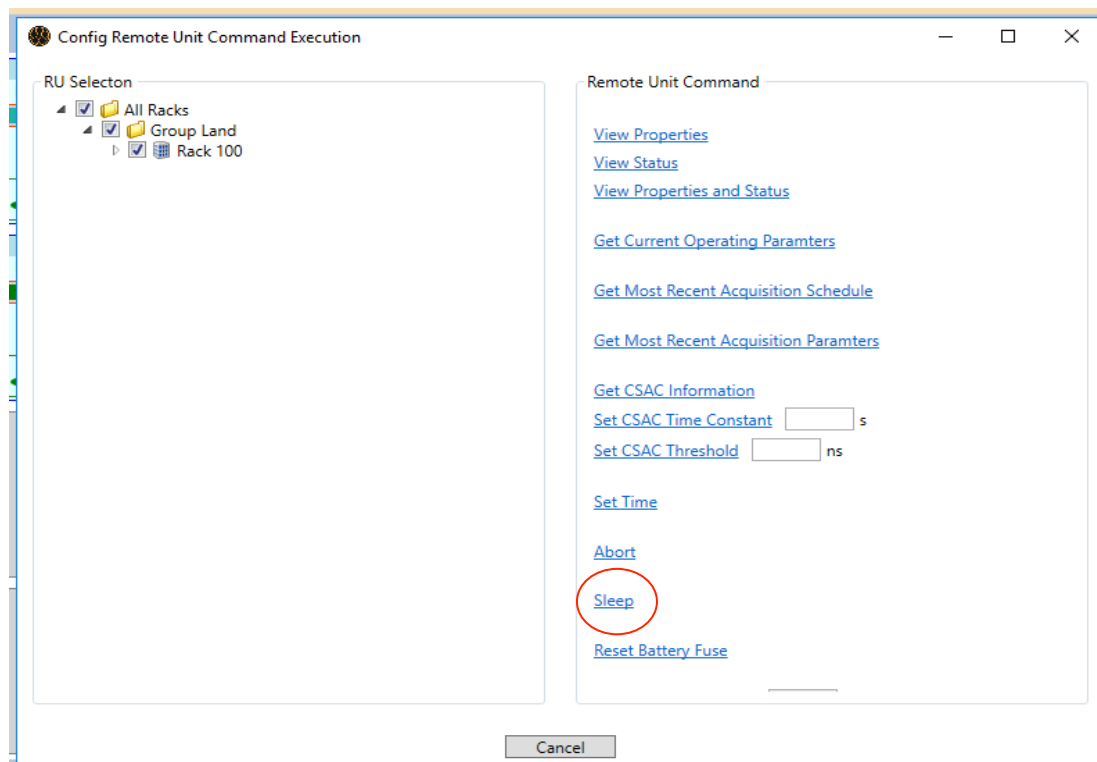 Config Remote Unit Command Execution
RU Selecton
All Racks
Group Land
Rack 100
Remote Unit Command
View Properties
View Status
View Properties and Status
Get Current Operating Paramters
Get Most Recent Acquisition Schedule
Get Most Recent Acquisition Paramters
Get CSAC Information
Set CSAC Time Constant s
Set CSAC Threshold ns
Set Time
Abort
Sleep
Reset Battery Fuse
Cancel